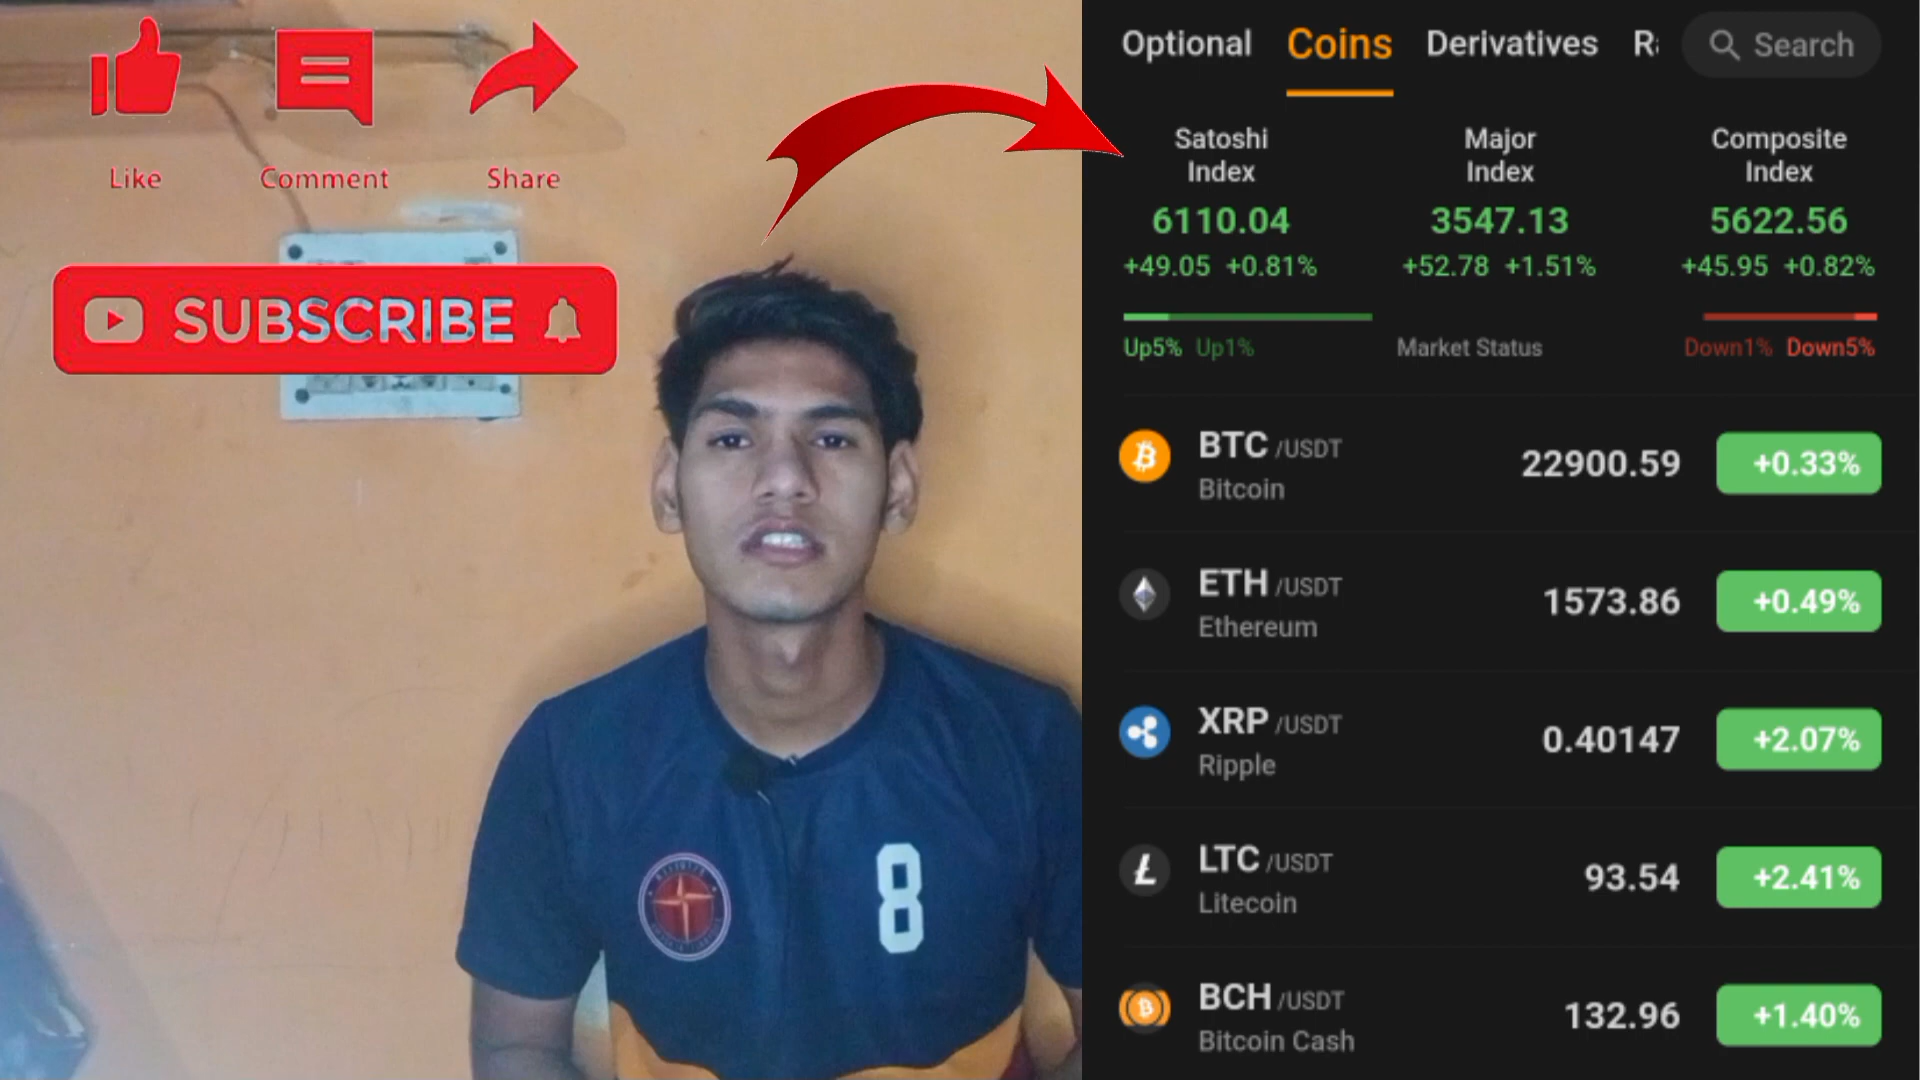 Like
Comment
Share
SUBSCRIBE
8
Optional Coins Derivatives
Search
Satoshi Index
6110.04
+49.05 +0.81%
Major Index
3547.13
+52.78 +1.51%
Composite Index
5622.56
+45.95 +0.82%
Up5% Up1% Market Status Down1% Down5%
BTC /USDT 22900.59 +0.33%
Bitcoin
ETH /USDT 1573.86 +0.49%
Ethereum
XRP /USDT 0.40147 +2.07%
Ripple
LTC /USDT 93.54 +2.41%
Litecoin
BCH /USDT 132.96 +1.40%
Bitcoin Cash